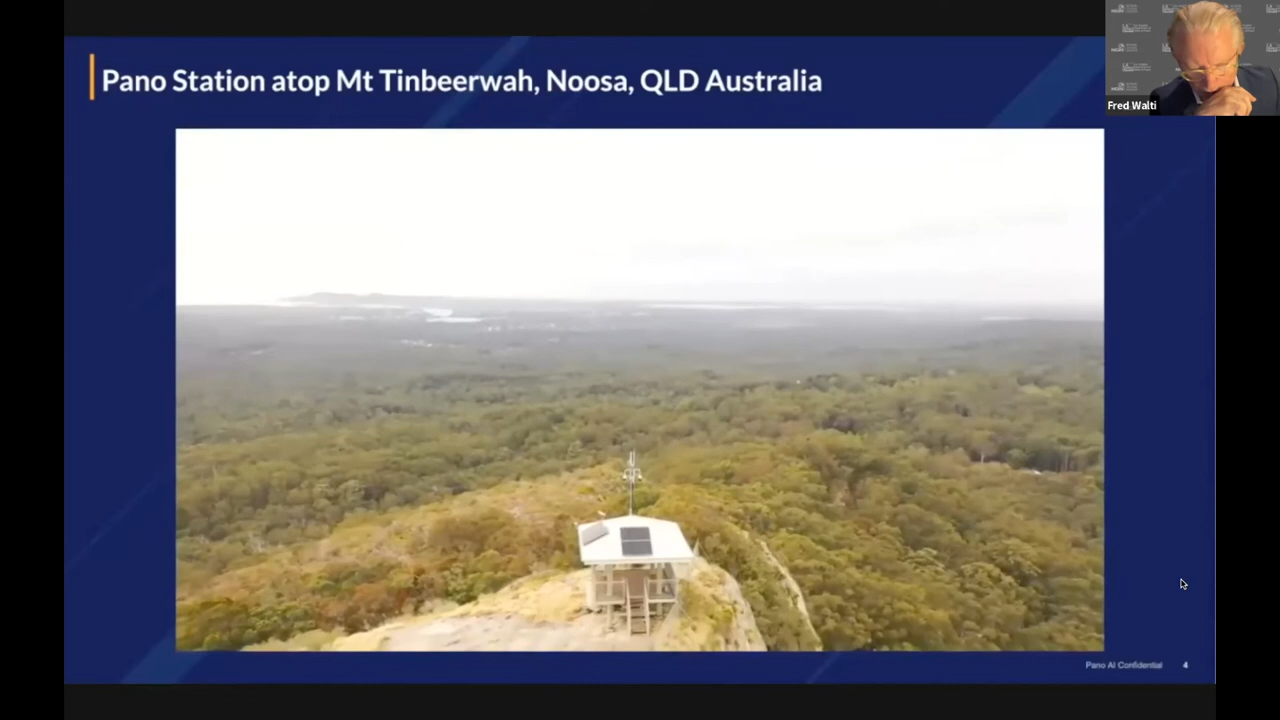 Pano Station atop Mt Tinbeerwah, Noosa, QLD Australia
Fred Walti
Pano AI Confidential
4